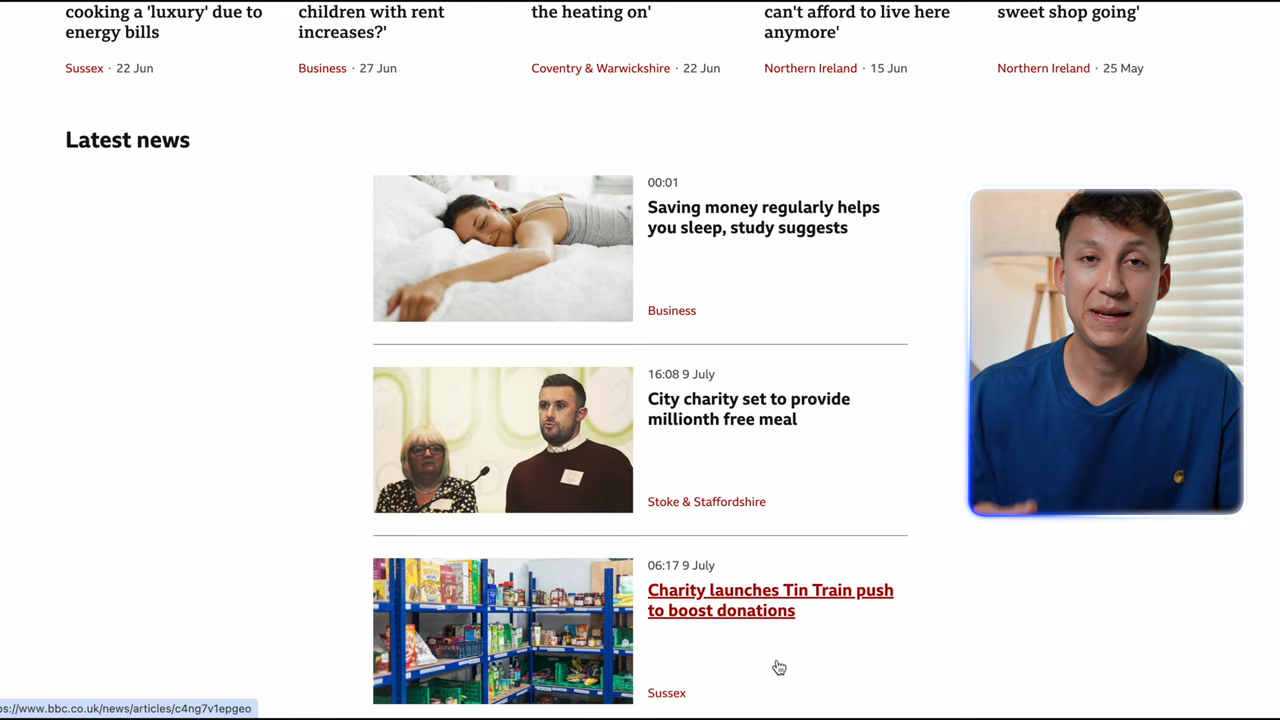 cooking a 'luxury' due to
energy bills
Sussex · 22 Jun
children with rent
increases?'
Business · 27 Jun
the heating on'
Coventry & Warwickshire · 22 Jun
can't afford to live here
anymore'
Northern Ireland · 15 Jun
sweet shop going'
Northern Ireland · 25 May
Latest news
00:01
Saving money regularly helps
you sleep, study suggests
Business
16:08 9 July
City charity set to provide
millionth free meal
Stoke & Staffordshire
06:17 9 July
Charity launches Tin Train push
to boost donations
Sussex
ps://www.bbc.co.uk/news/articles/c4ng7v1epgeo